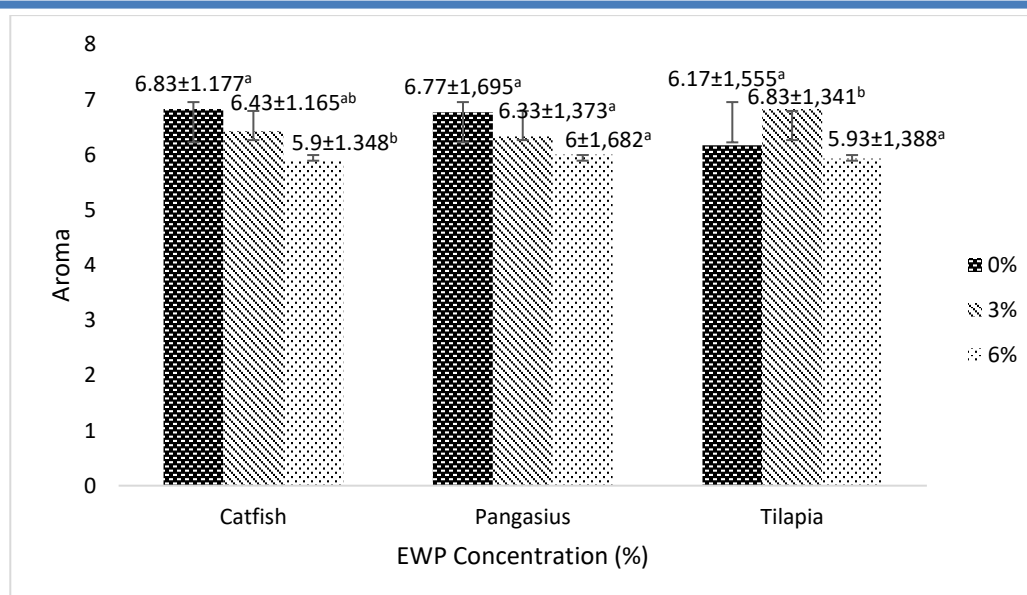 8
7
6
5
4
3
2
1
0
Aroma
6.83±1.177ᵃ
6.43±1.165ᵃᵇ
5.9±1.348ᵇ
6.77±1,695ᵃ
6.33±1,373ᵃ
6±1,682ᵃ
6.17±1,555ᵃ
6.83±1,341ᵇ
5.93±1,388ᵃ
Catfish
Pangasius
Tilapia
EWP Concentration (%)
0%
3%
6%